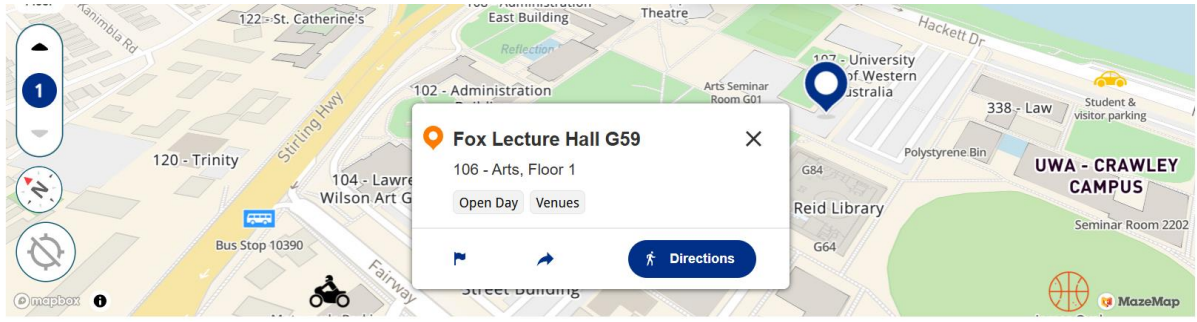 Kanimbla Rd
122 - St. Catherine's
East Building
Theatre
Hackett Dr
Reflection
107 - University
of Western
Australia
1
102 - Administration
Arts Seminar
Room G01
338 - Law
Student &
visitor parking
Stirling Hwy
Fox Lecture Hall G59
106 - Arts, Floor 1
Open Day
Venues
Directions
120 - Trinity
104 - Lawre
Wilson Art G
N
G84
Polystyrene Bin
UWA - CRAWLEY
CAMPUS
Reid Library
Seminar Room 2202
Bus Stop 10390
G64
Fairway
Street Building
mapbox
MazeMap